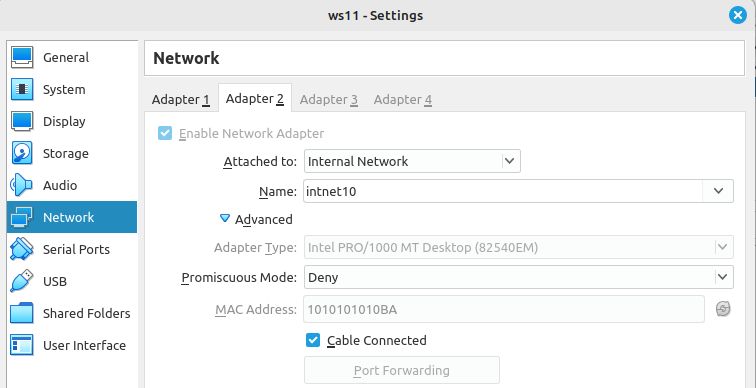 ws11 - Settings
General
System
Display
Storage
Audio
Network
Serial Ports
USB
Shared Folders
User Interface
Network
Adapter 1 Adapter 2 Adapter 3 Adapter 4
Enable Network Adapter
Attached to: Internal Network
Name: intnet10
Advanced
Adapter Type: Intel PRO/1000 MT Desktop (82540EM)
Promiscuous Mode: Deny
MAC Address: 1010101010BA
Cable Connected
Port Forwarding